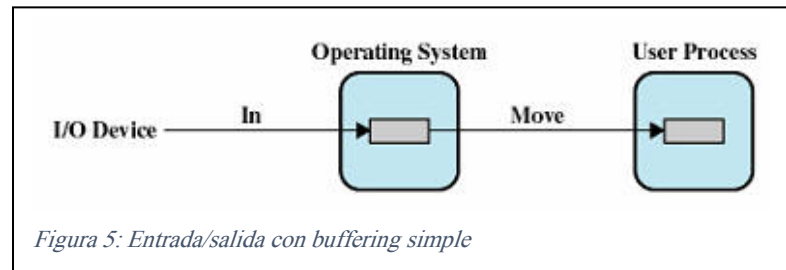 Operating System
User Process
I/O Device
In
Move
Figura 5: Entrada/salida con buffering simple